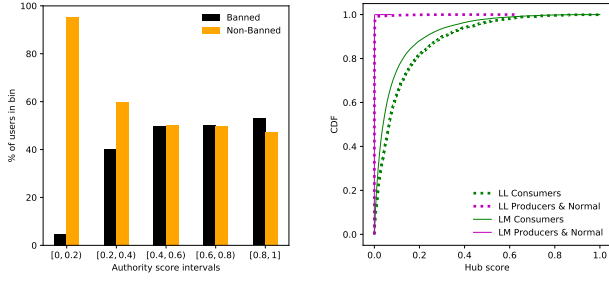 100
80
60
40
20
0
% of users in bin
Banned
Non-Banned
[0, 0.2)
[0.2, 0.4)
[0.4, 0.6)
[0.6, 0.8)
[0.8, 1]
Authority score intervals
1.0
0.8
0.6
0.4
0.2
0.0
CDF
LL Consumers
LL Producers & Normal
LM Consumers
LM Producers & Normal
0.0
0.2
0.4
0.6
0.8
1.0
Hub score